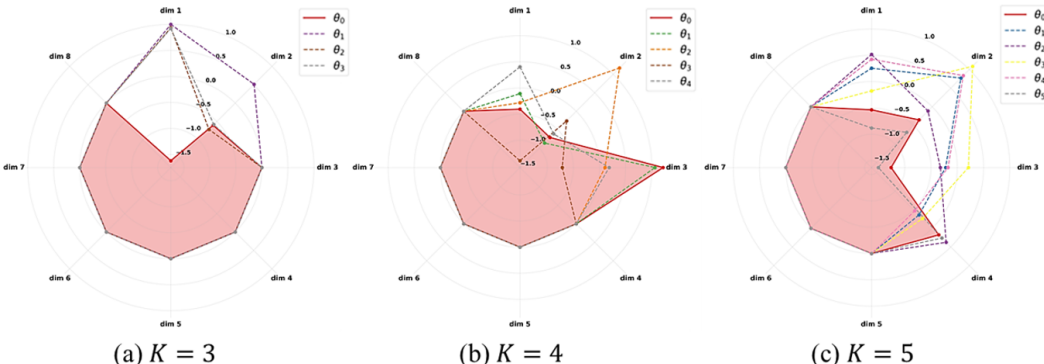 dim 1
dim 2
dim 3
dim 4
dim 5
dim 6
dim 7
dim 8
1.0
0.5
0.0
−0.5
−1.0
−1.5
θ0
θ1
θ2
θ3
(a) K = 3
dim 1
dim 2
dim 3
dim 4
dim 5
dim 6
dim 7
dim 8
1.0
0.5
0.0
−0.5
−1.0
−1.5
θ0
θ1
θ2
θ3
θ4
(b) K = 4
dim 1
dim 2
dim 3
dim 4
dim 5
dim 6
dim 7
dim 8
1.0
0.5
0.0
−0.5
−1.0
−1.5
θ0
θ1
θ2
θ3
θ4
θ5
(c) K = 5